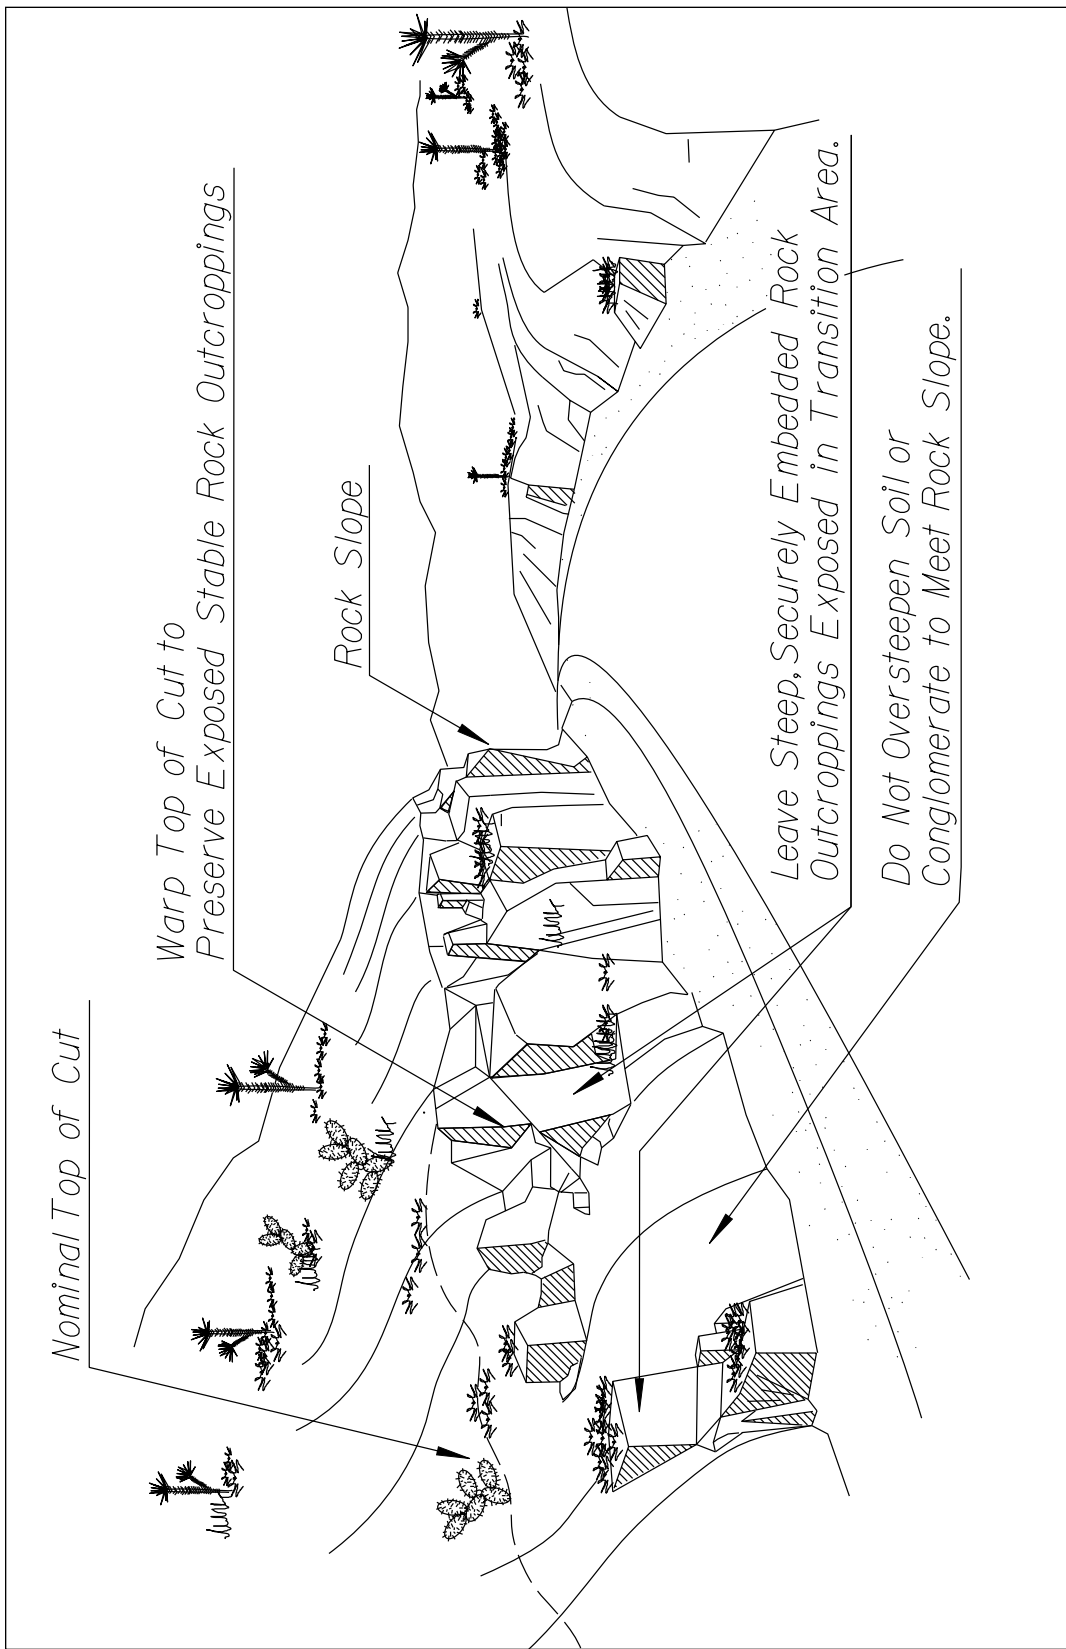 Nominal Top of Cut
Warp Top of Cut to
Preserve Exposed Stable Rock Outcroppings
Rock Slope
Leave Steep, Securely Embedded Rock
Outcroppings Exposed in Transition Area.
Do Not Oversteepen Soil or
Conglomerate to Meet Rock Slope.